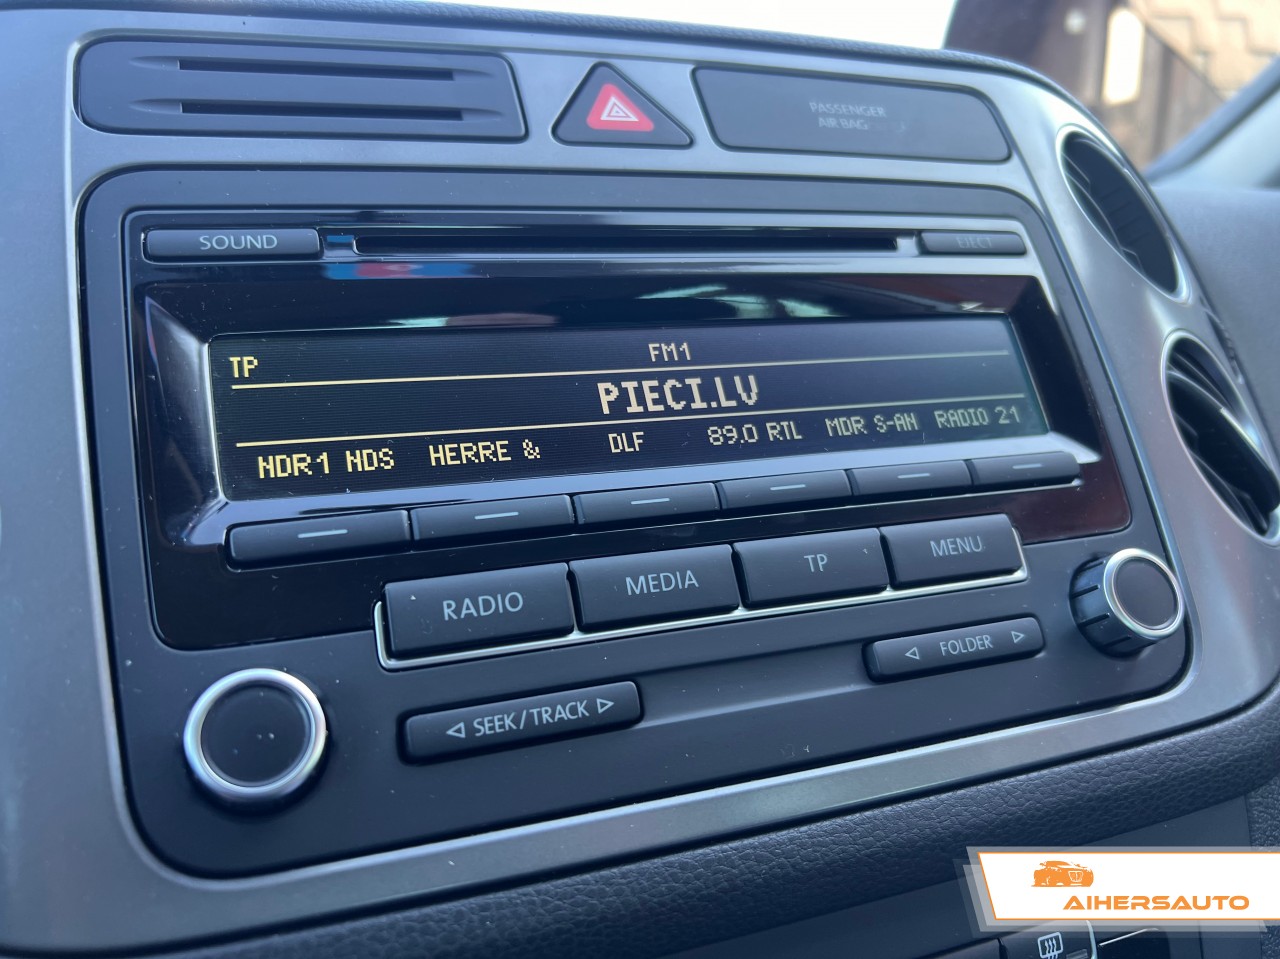 PASSENGER
AIR BAG
SOUND
EJECT
TP
FM1
PIECI.LV
NDR1 NDS HERRE & DLF 89.0 RTL MDR S-AN RADIO 21
RADIO MEDIA TP MENU
SEEK/TRACK
FOLDER
AIHERSAUTO